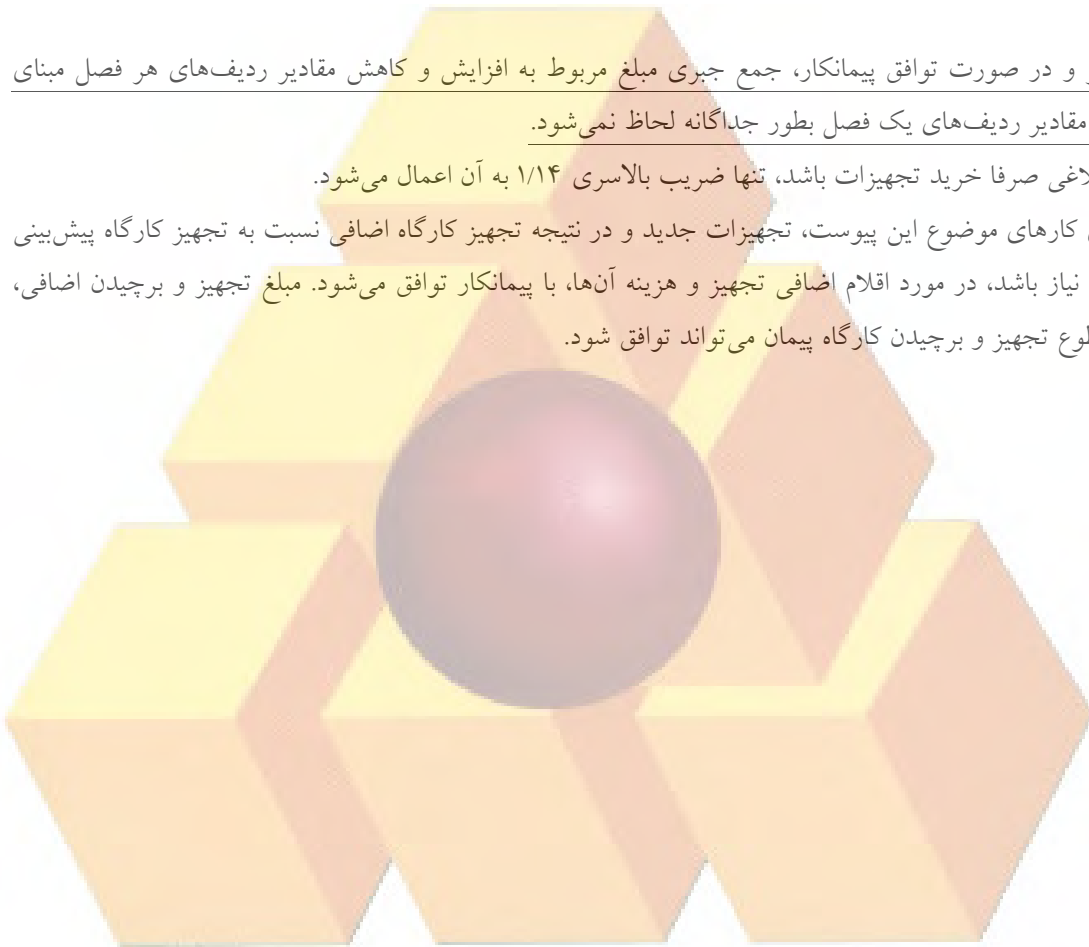 و در صورت توافق پیمانکار، جمع جبری مبلغ مربوط به افزایش و کاهش مقادیر ردیف‌های هر فصل مبنای
مقادیر ردیف‌های یک فصل بطور جداگانه لحاظ نمی‌شود.
صرفا خرید تجهیزات باشد، تنها ضریب بالاسری ۱/۱۴ به آن اعمال می‌شود.
کارهای موضوع این پیوست، تجهیزات جدید و در نتیجه تجهیز کارگاه اضافی نسبت به تجهیز کارگاه پیش‌بینی
نیاز باشد، در مورد اقلام اضافی تجهیز و هزینه آن‌ها، با پیمانکار توافق می‌شود. مبلغ تجهیز و برچیدن اضافی،
تجهیز و برچیدن کارگاه پیمان می‌تواند توافق شود.